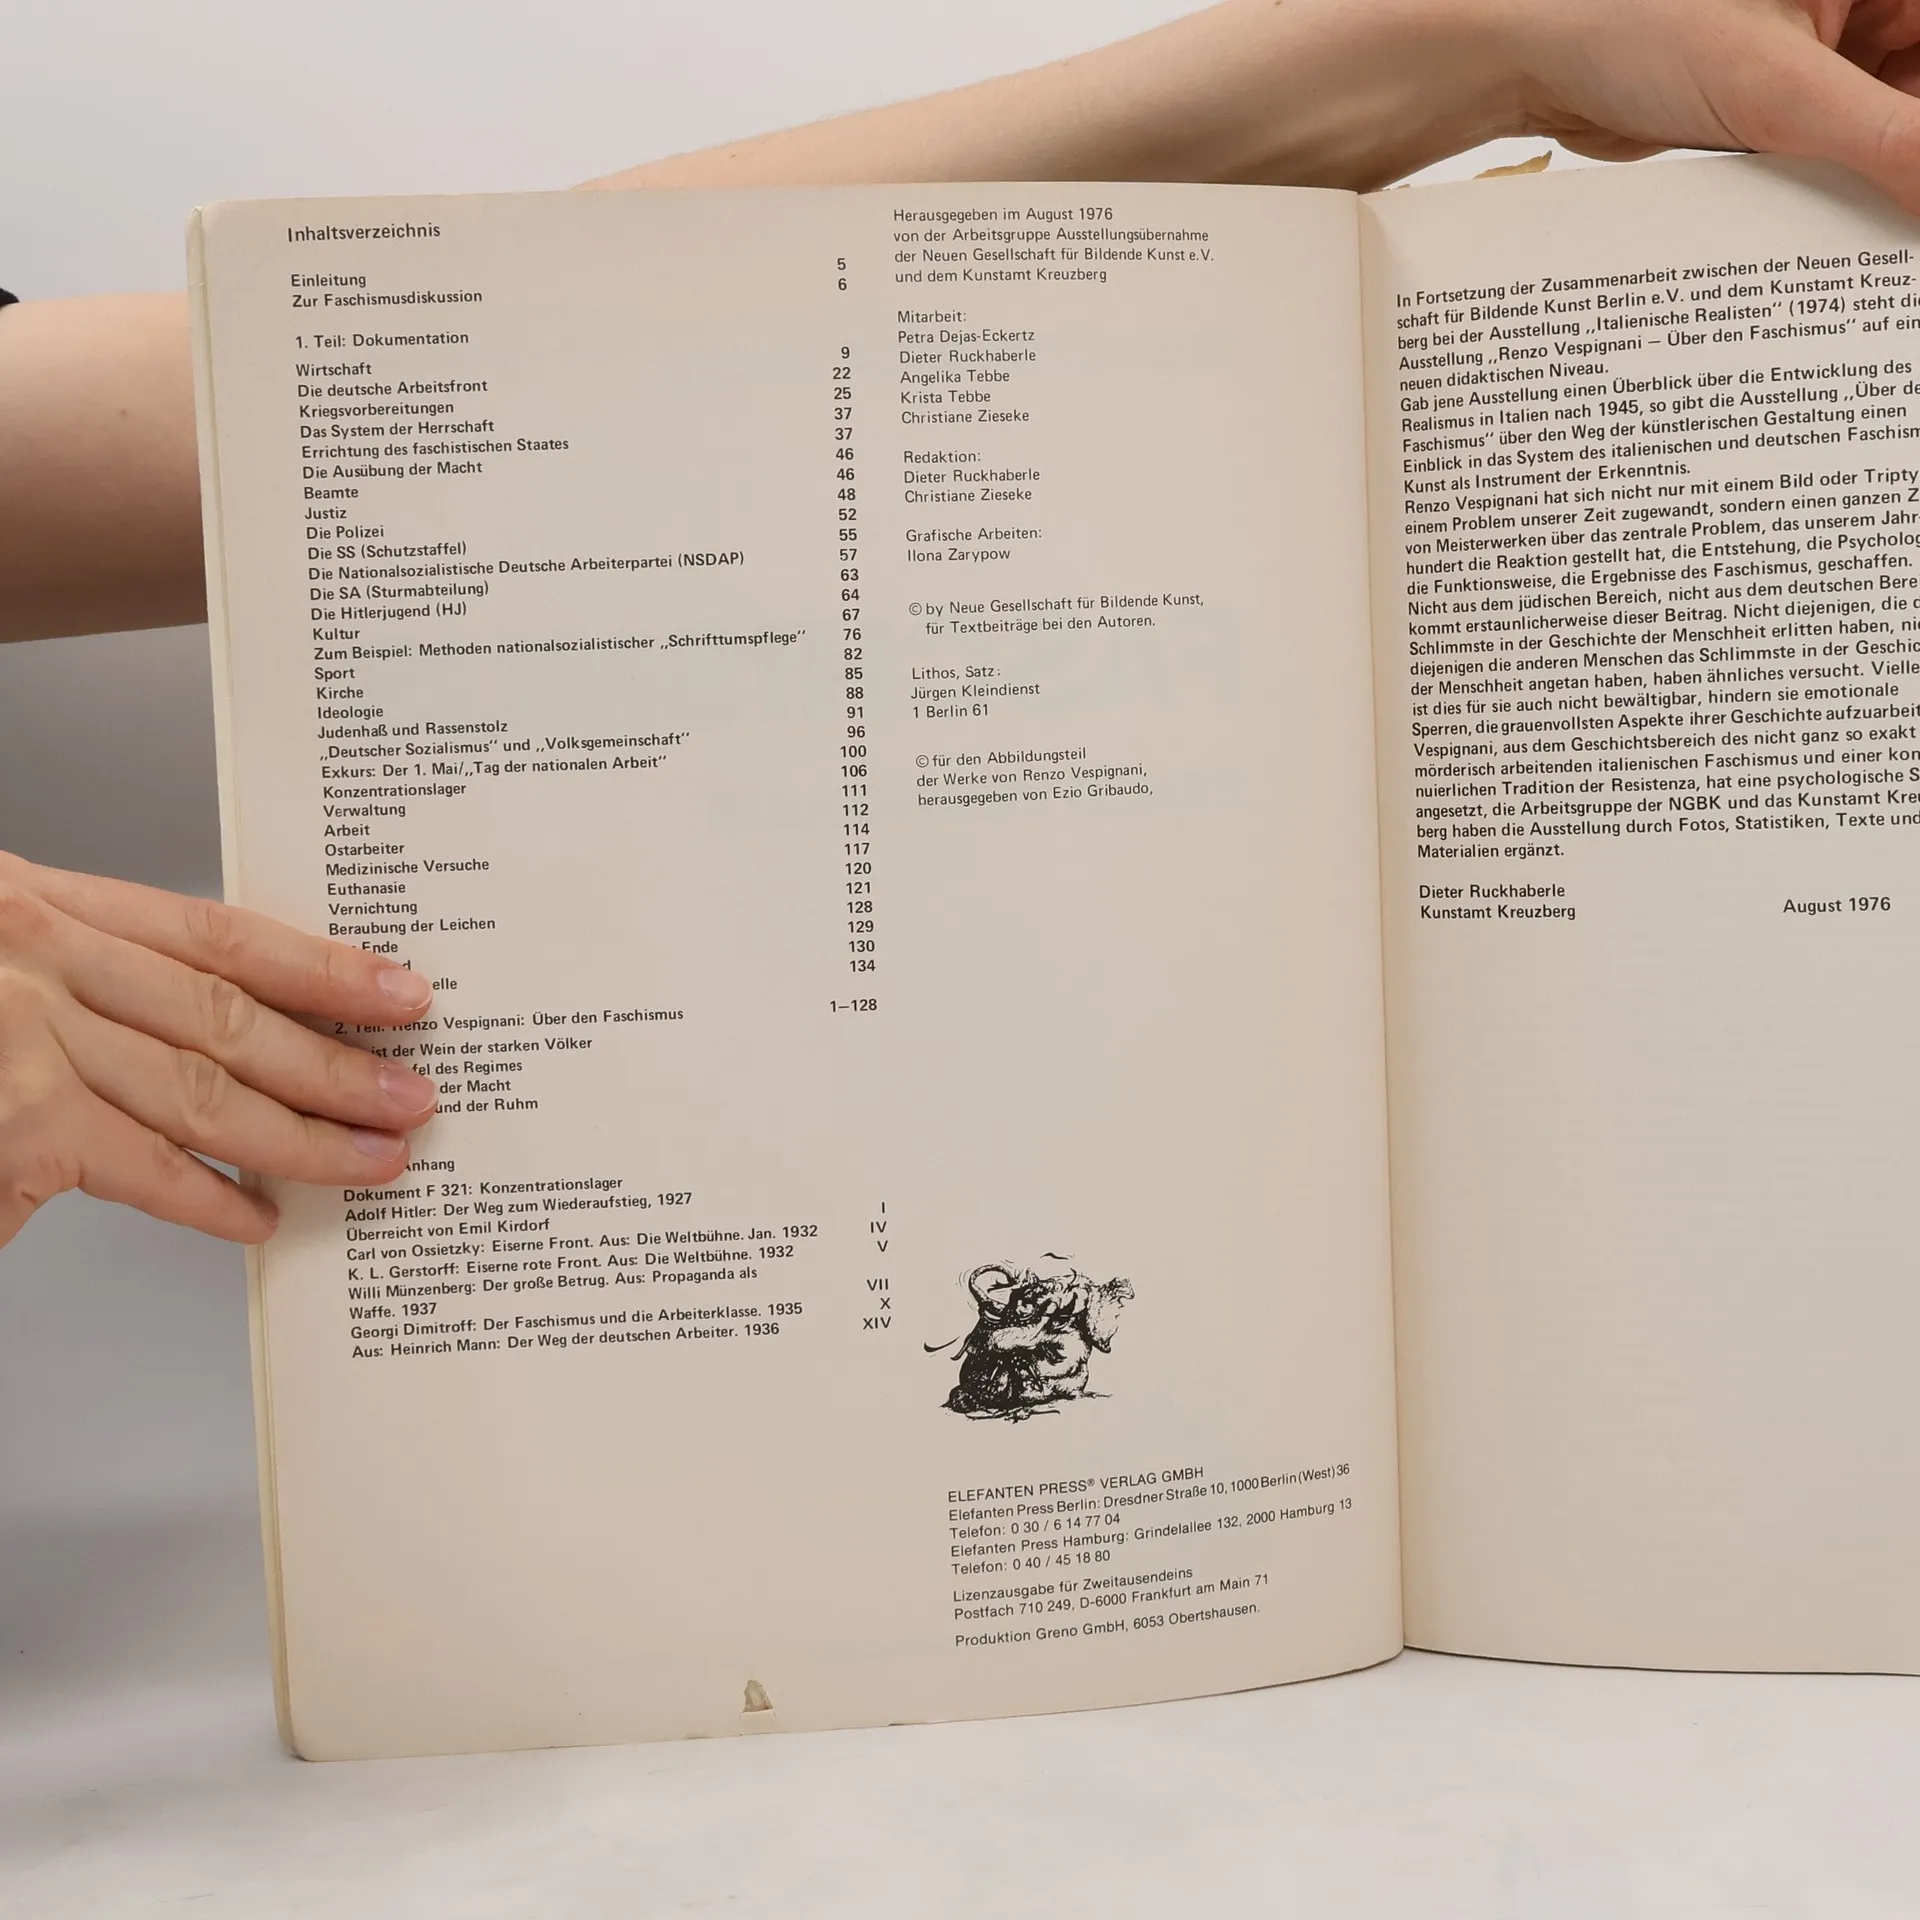 Inhaltsverzeichnis
Einleitung 5
Zur Faschismusdiskussion 6
1. Teil: Dokumentation
Wirtschaft 9
Die deutsche Arbeitsfront 22
Kriegsvorbereitungen 25
Das System der Herrschaft 37
Errichtung des faschistischen Staates 37
Die Ausübung der Macht 46
Beamte 46
Justiz 48
Die Polizei 52
Die SS (Schutzstaffel) 55
Die Nationalsozialistische Deutsche Arbeiterpartei (NSDAP) 57
Die SA (Sturmabteilung) 63
Die Hitlerjugend (HJ) 64
Kultur 67
Zum Beispiel: Methoden nationalsozialistischer „Schrifttumspflege“ 76
Sport 82
Kirche 85
Ideologie 88
Judenhaß und Rassenstolz 91
„Deutscher Sozialismus“ und „Volksgemeinschaft“ 96
Exkurs: Der 1. Mai/„Tag der nationalen Arbeit“ 100
Konzentrationslager 106
Verwaltung 111
Arbeit 112
Ostarbeiter 114
Medizinische Versuche 117
Euthanasie 120
Vernichtung 121
Beraubung der Leichen 128
Ende 129
d 130
elle 134
2. Teil: Renzo Vespignani: Über den Faschismus 1–128
ist der Wein der starken Völker
fel des Regimes
der Macht
und der Ruhm
Anhang
Dokument F 321: Konzentrationslager
Adolf Hitler: Der Weg zum Wiederaufstieg, 1927 I
Überreicht von Emil Kirdorf
Carl von Ossietzky: Eiserne Front. Aus: Die Weltbühne. Jan. 1932 IV
K. L. Gerstorff: Eiserne rote Front. Aus: Die Weltbühne. 1932 V
Willi Münzenberg: Der große Betrug. Aus: Propaganda als
Waffe. 1937 VII
Georgi Dimitroff: Der Faschismus und die Arbeiterklasse. 1935 X
Aus: Heinrich Mann: Der Weg der deutschen Arbeiter. 1936 XIV
Herausgegeben im August 1976
von der Arbeitsgruppe Ausstellungsübernahme
der Neuen Gesellschaft für Bildende Kunst e.V.
und dem Kunstamt Kreuzberg
Mitarbeit:
Petra Dejas-Eckertz
Dieter Ruckhaberle
Angelika Tebbe
Krista Tebbe
Christiane Zieseke
Redaktion:
Dieter Ruckhaberle
Christiane Zieseke
Grafische Arbeiten:
Ilona Zarypow
© by Neue Gesellschaft für Bildende Kunst,
für Textbeiträge bei den Autoren.
Lithos, Satz:
Jürgen Kleindienst
1 Berlin 61
© für den Abbildungsteil
der Werke von Renzo Vespignani,
herausgegeben von Ezio Gribaudo,
ELEFANTEN PRESS® VERLAG GMBH
Elefanten Press Berlin: Dresdner Straße 10, 1000 Berlin (West) 36
Telefon: 0 30 / 6 14 77 04
Elefanten Press Hamburg: Grindelallee 132, 2000 Hamburg 13
Telefon: 0 40 / 45 18 80
Lizenzausgabe für Zweitausendeins
Postfach 710 249, D-6000 Frankfurt am Main 71
Produktion Greno GmbH, 6053 Obertshausen.
In Fortsetzung der Zusammenarbeit zwischen der Neuen Gesell-
schaft für Bildende Kunst Berlin e.V. und dem Kunstamt Kreuz-
berg bei der Ausstellung „Italienische Realisten“ (1974) steht die
Ausstellung „Renzo Vespignani – Über den Faschismus“ auf ein
neuen didaktischen Niveau.
Gab jene Ausstellung einen Überblick über die Entwicklung des
Realismus in Italien nach 1945, so gibt die Ausstellung „Über de
Faschismus“ über den Weg der künstlerischen Gestaltung einen
Einblick in das System des italienischen und deutschen Faschism
Kunst als Instrument der Erkenntnis.
Renzo Vespignani hat sich nicht nur mit einem Bild oder Tripty
einem Problem unserer Zeit zugewandt, sondern einen ganzen Z
von Meisterwerken über das zentrale Problem, das unserem Jahr-
hundert die Reaktion gestellt hat, die Entstehung, die Psycholog
die Funktionsweise, die Ergebnisse des Faschismus, geschaffen.
Nicht aus dem jüdischen Bereich, nicht aus dem deutschen Bere
kommt erstaunlicherweise dieser Beitrag. Nicht diejenigen, die d
Schlimmste in der Geschichte der Menschheit erlitten haben, ni
diejenigen die anderen Menschen das Schlimmste in der Geschic
der Menschheit angetan haben, haben ähnliches versucht. Vielle
ist dies für sie auch nicht bewältigbar, hindern sie emotionale
Sperren, die grauenvollsten Aspekte ihrer Geschichte aufzuarbeit
Vespignani, aus dem Geschichtsbereich des nicht ganz so exakt
mörderisch arbeitenden italienischen Faschismus und einer kon
nuierlichen Tradition der Resistenza, hat eine psychologische S
angesetzt, die Arbeitsgruppe der NGBK und das Kunstamt Kreu
berg haben die Ausstellung durch Fotos, Statistiken, Texte und
Materialien ergänzt.
Dieter Ruckhaberle
Kunstamt Kreuzberg August 1976